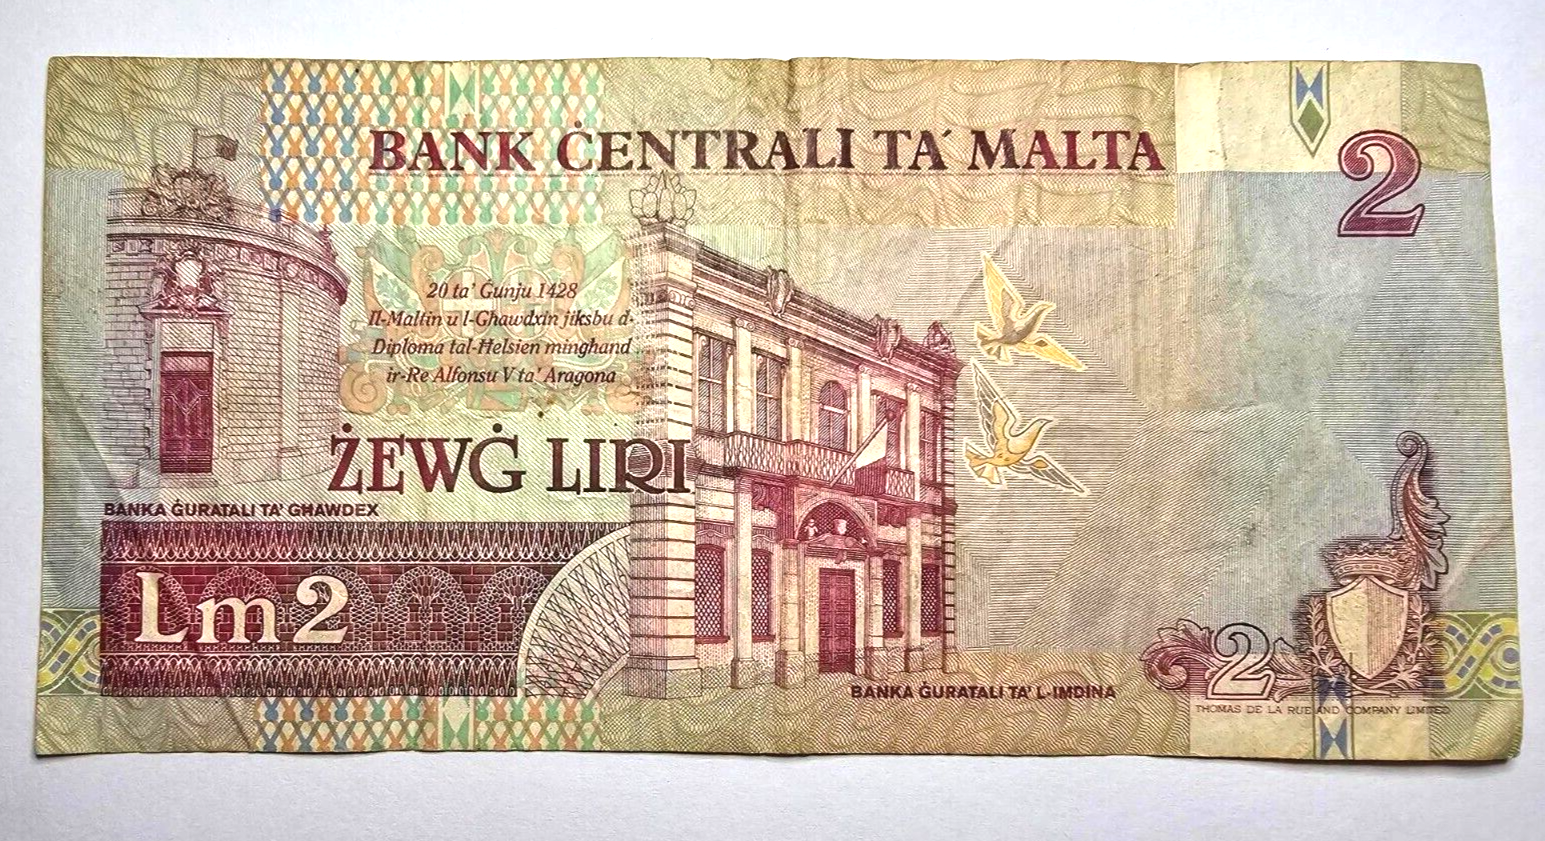 BANK ĊENTRALI TA' MALTA
2
20 ta' Ġunju 1428
Il-Maltin u l-Għawdxin jiksbu d-
Diploma tal-Ħelsien mingħand
ir-Re Alfonsu V ta' Aragona
ŻEWĠ LIRI
BANKA ĠURATALI TA' GĦAWDEX
Lm2
BANKA ĠURATALI TA' L-IMDINA
2
THOMAS DE LA RUE AND COMPANY LIMITED